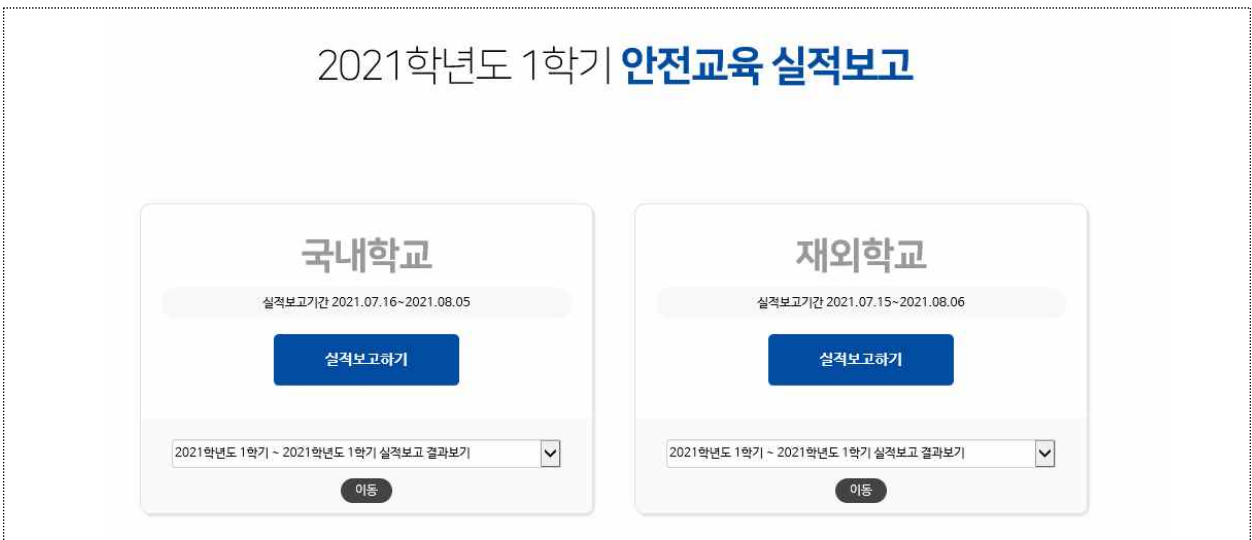 2021학년도 1학기 안전교육 실적보고
국내학교
실적보고기간 2021.07.16~2021.08.05
실적보고하기
2021학년도 1학기 ~ 2021학년도 1학기 실적보고 결과보기
이동
재외학교
실적보고기간 2021.07.15~2021.08.06
실적보고하기
2021학년도 1학기 ~ 2021학년도 1학기 실적보고 결과보기
이동